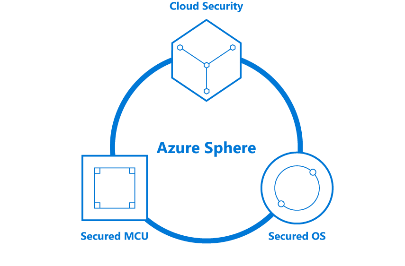 Cloud Security
Azure Sphere
Secured MCU
Secured OS